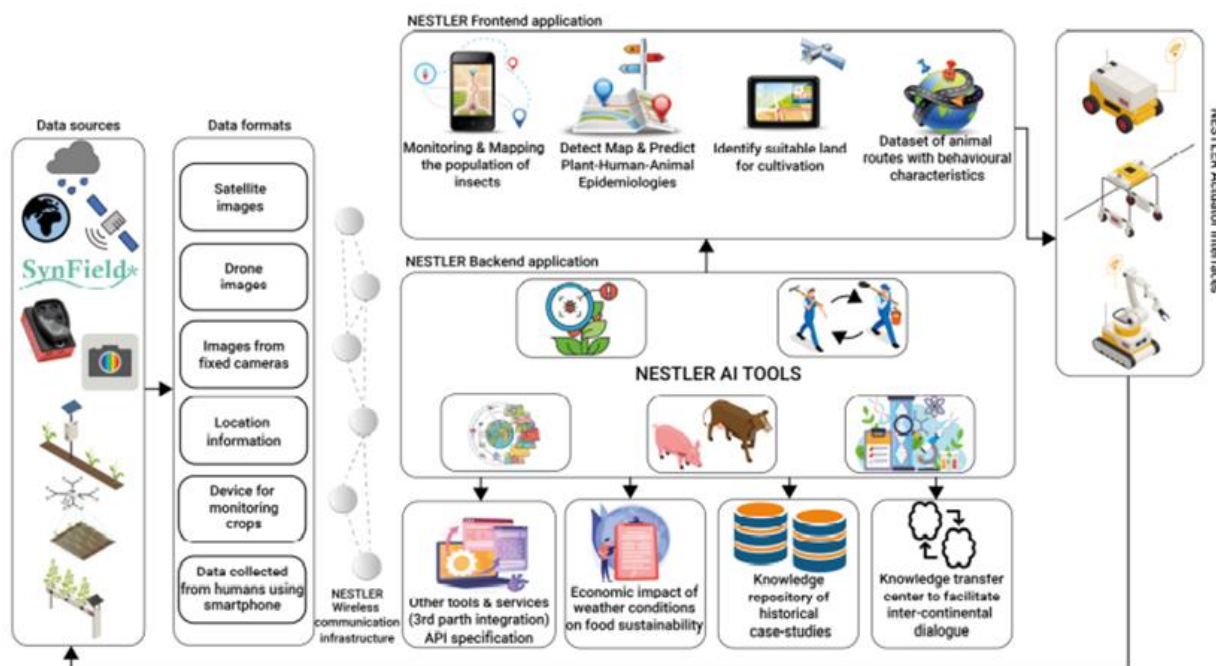 NESTLER Frontend application
Monitoring & Mapping
the population of
insects
Detect Map & Predict
Plant-Human-Animal
Epidemiologies
Identify suitable land
for cultivation
Dataset of animal
routes with behavioural
characteristics
NESTLER Actuator interfaces
Data sources
SynField*
Data formats
Satellite
images
Drone
images
Images from
fixed cameras
Location
information
Device for
monitoring
crops
Data collected
from humans using
smartphone
NESTLER
Wireless
communication
infrastructure
NESTLER Backend application
NESTLER AI TOOLS
Other tools & services
(3rd parth integration)
API specification
Economic impact of
weather conditions
on food sustainability
Knowledge
repository of
historical
case-studies
Knowledge transfer
center to facilitate
inter-continental
dialogue